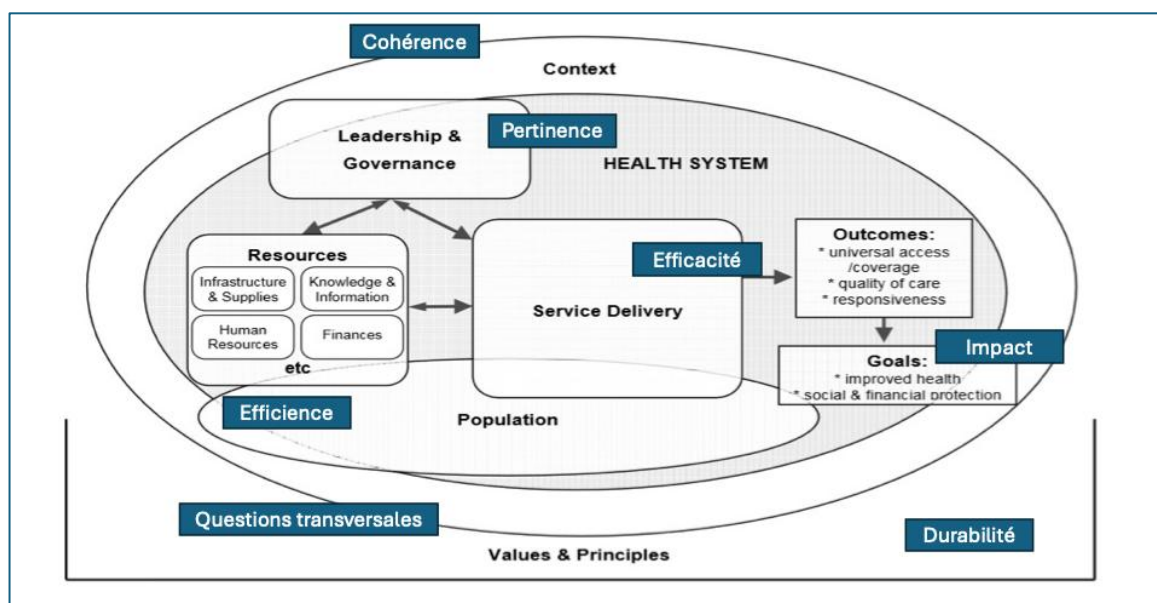 Cohérence
Context
Leadership &
Governance
Pertinence
HEALTH SYSTEM
Resources
Infrastructure
& Supplies
Knowledge &
Information
Human
Resources
Finances
etc
Efficacité
Service Delivery
Outcomes:
* universal access
/coverage
* quality of care
* responsiveness
Impact
Goals:
* improved health
* social & financial protection
Efficience
Population
Questions transversales
Durabilité
Values & Principles